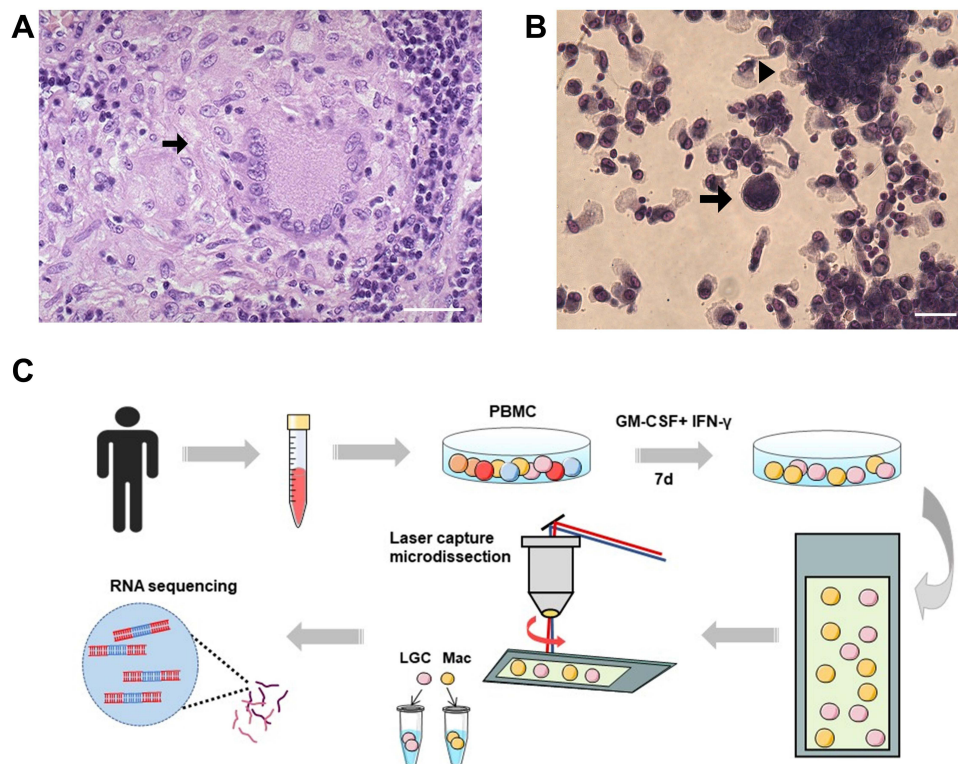 A
B
C
PBMC
GM-CSF+ IFN-γ
7d
Laser capture
microdissection
RNA sequencing
LGC Mac